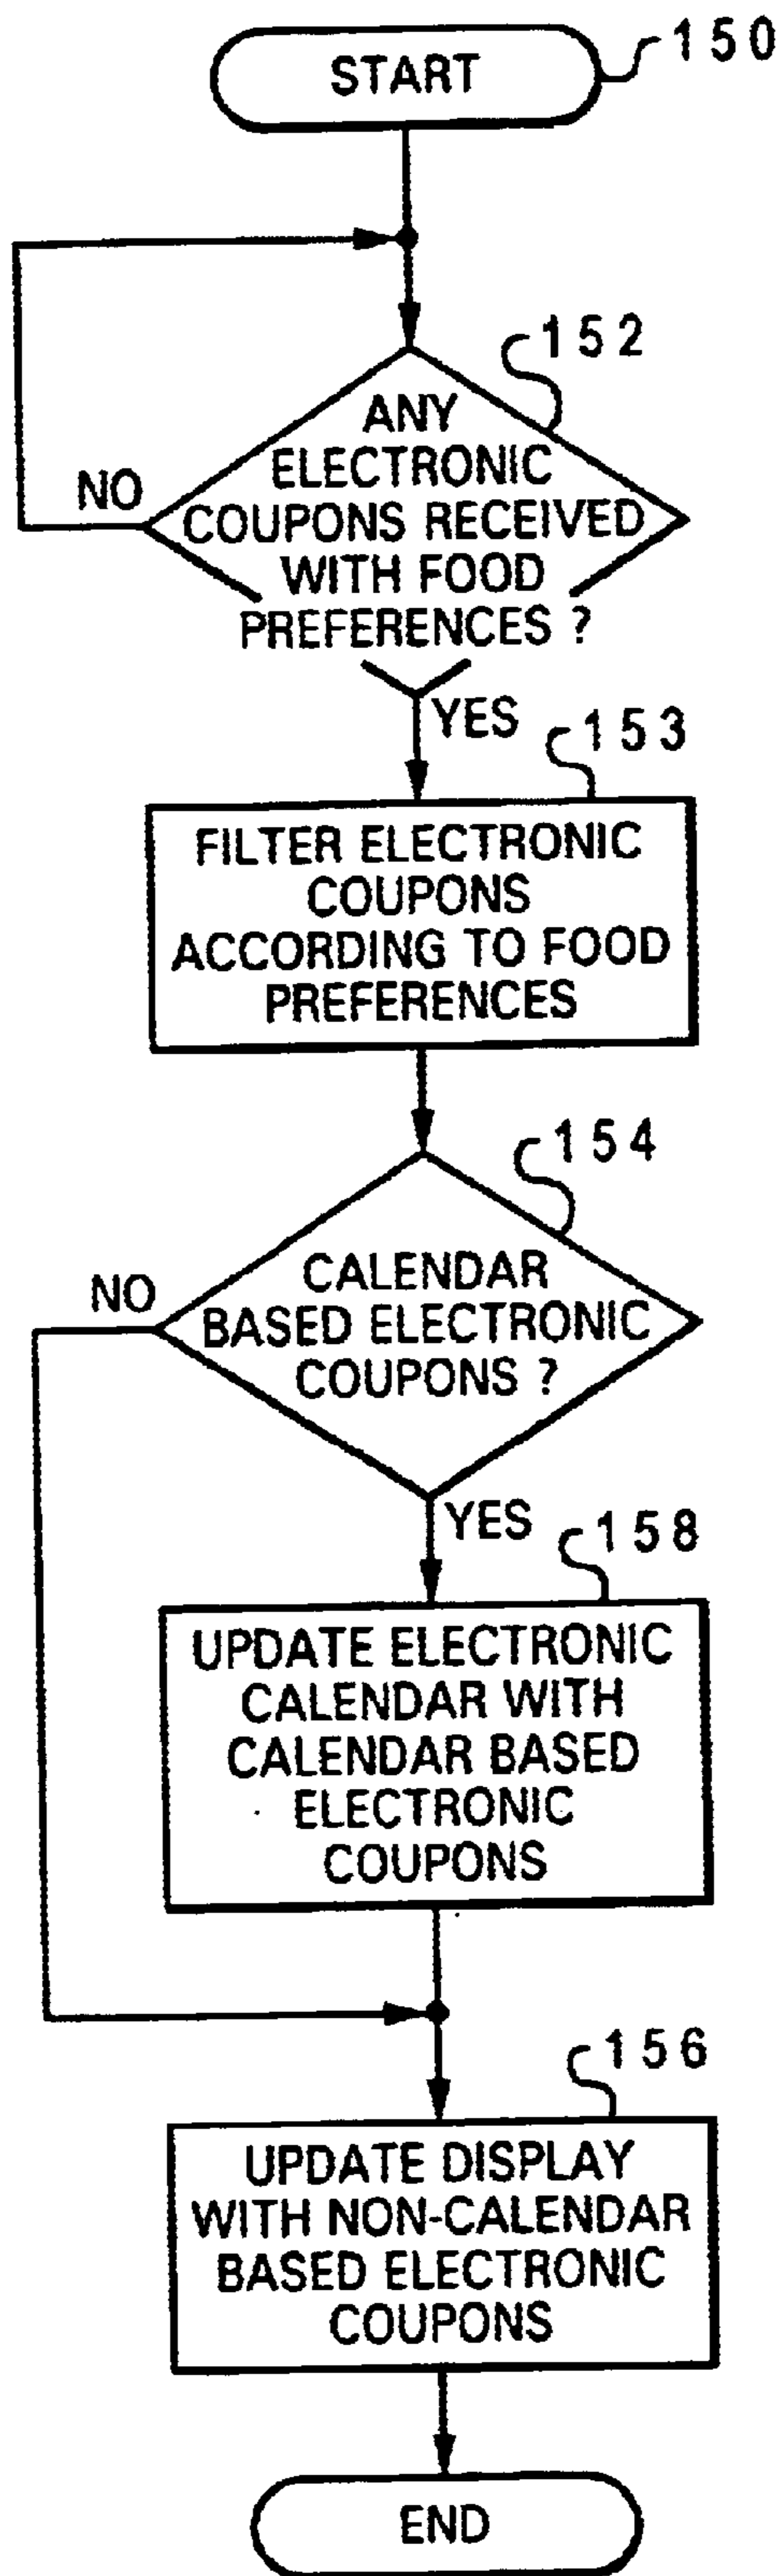 START
150
152
ANY
ELECTRONIC
COUPONS RECEIVED
WITH FOOD
PREFERENCES ?
NO
YES
153
FILTER ELECTRONIC
COUPONS
ACCORDING TO FOOD
PREFERENCES
154
CALENDAR
BASED ELECTRONIC
COUPONS ?
NO
YES
158
UPDATE ELECTRONIC
CALENDAR WITH
CALENDAR BASED
ELECTRONIC
COUPONS
156
UPDATE DISPLAY
WITH NON-CALENDAR
BASED ELECTRONIC
COUPONS
END